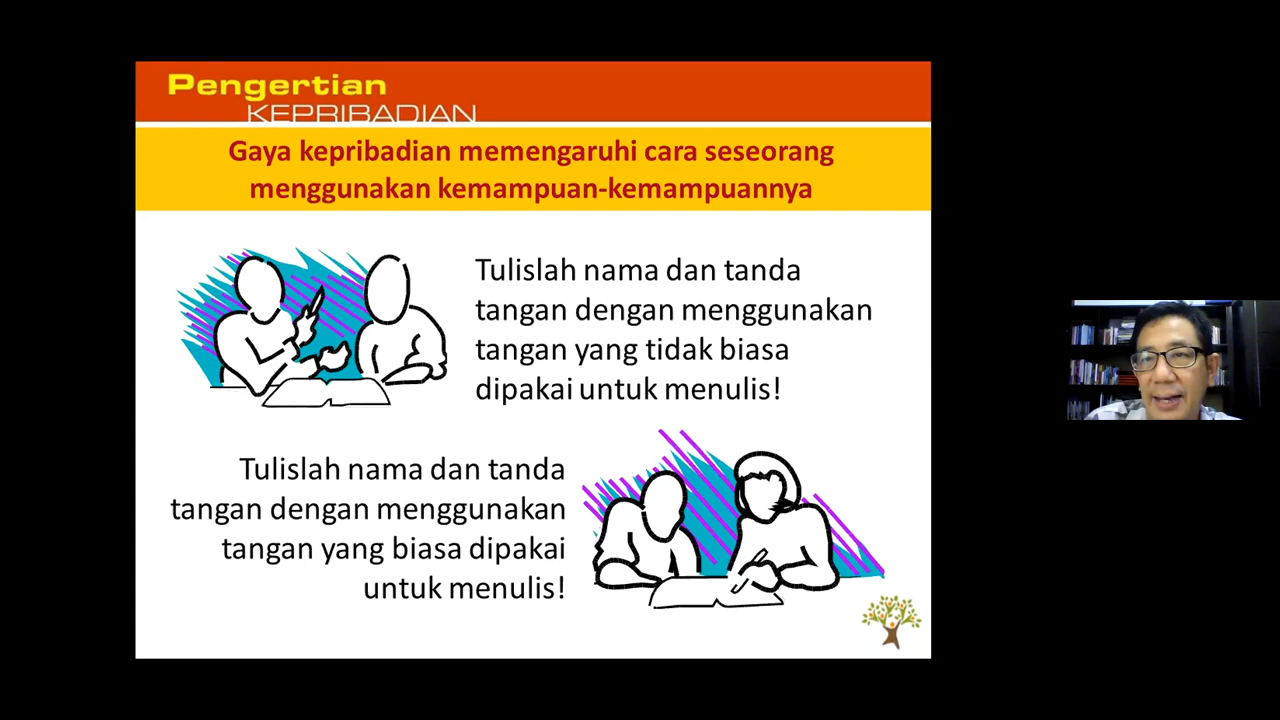 Pengertian
KEPRIBADIAN
Gaya kepribadian memengaruhi cara seseorang
menggunakan kemampuan-kemampuannya
Tulislah nama dan tanda
tangan dengan menggunakan
tangan yang tidak biasa
dipakai untuk menulis!
Tulislah nama dan tanda
tangan dengan menggunakan
tangan yang biasa dipakai
untuk menulis!